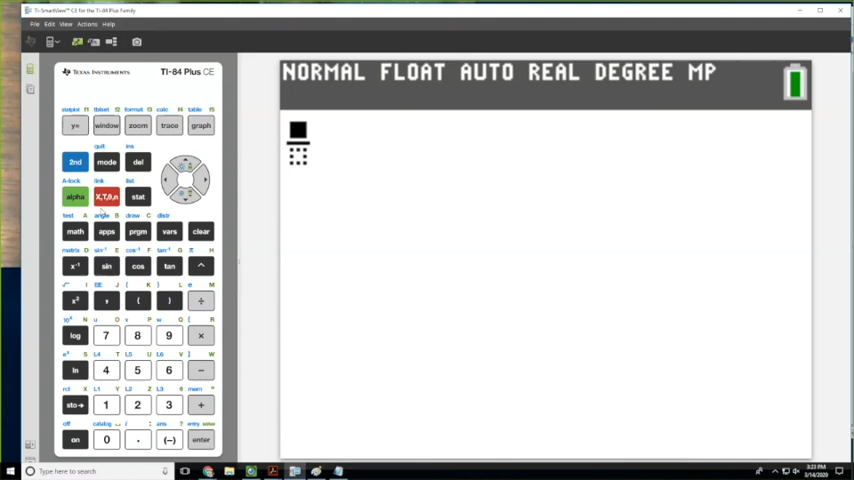 TI-SmartView™ CE for the TI-84 Plus Family
File Edit View Actions Help
TEXAS INSTRUMENTS TI-84 Plus CE
statplot f1 tblset f2 format f3 calc f4 table f5
y= window zoom trace graph
quit ins
2nd mode del
A-lock link list
alpha X,T,θ,n stat
test A angle B draw C distr
math apps prgm vars clear
matrix D sin⁻¹ E cos⁻¹ F tan⁻¹ G π H
x⁻¹ sin cos tan ^
√ I EE J { K } L e M
x² , ( ) ÷
10ˣ N u O v P w Q [ R
log 7 8 9 ×
eˣ S L4 T L5 U L6 V ] W
ln 4 5 6 −
rcl X L1 Y L2 Z L3 θ mem "
sto→ 1 2 3 +
off catalog i : ans ? entry solve
on 0 . (−) enter
NORMAL FLOAT AUTO REAL DEGREE MP
Type here to search
3:23 PM
3/14/2020